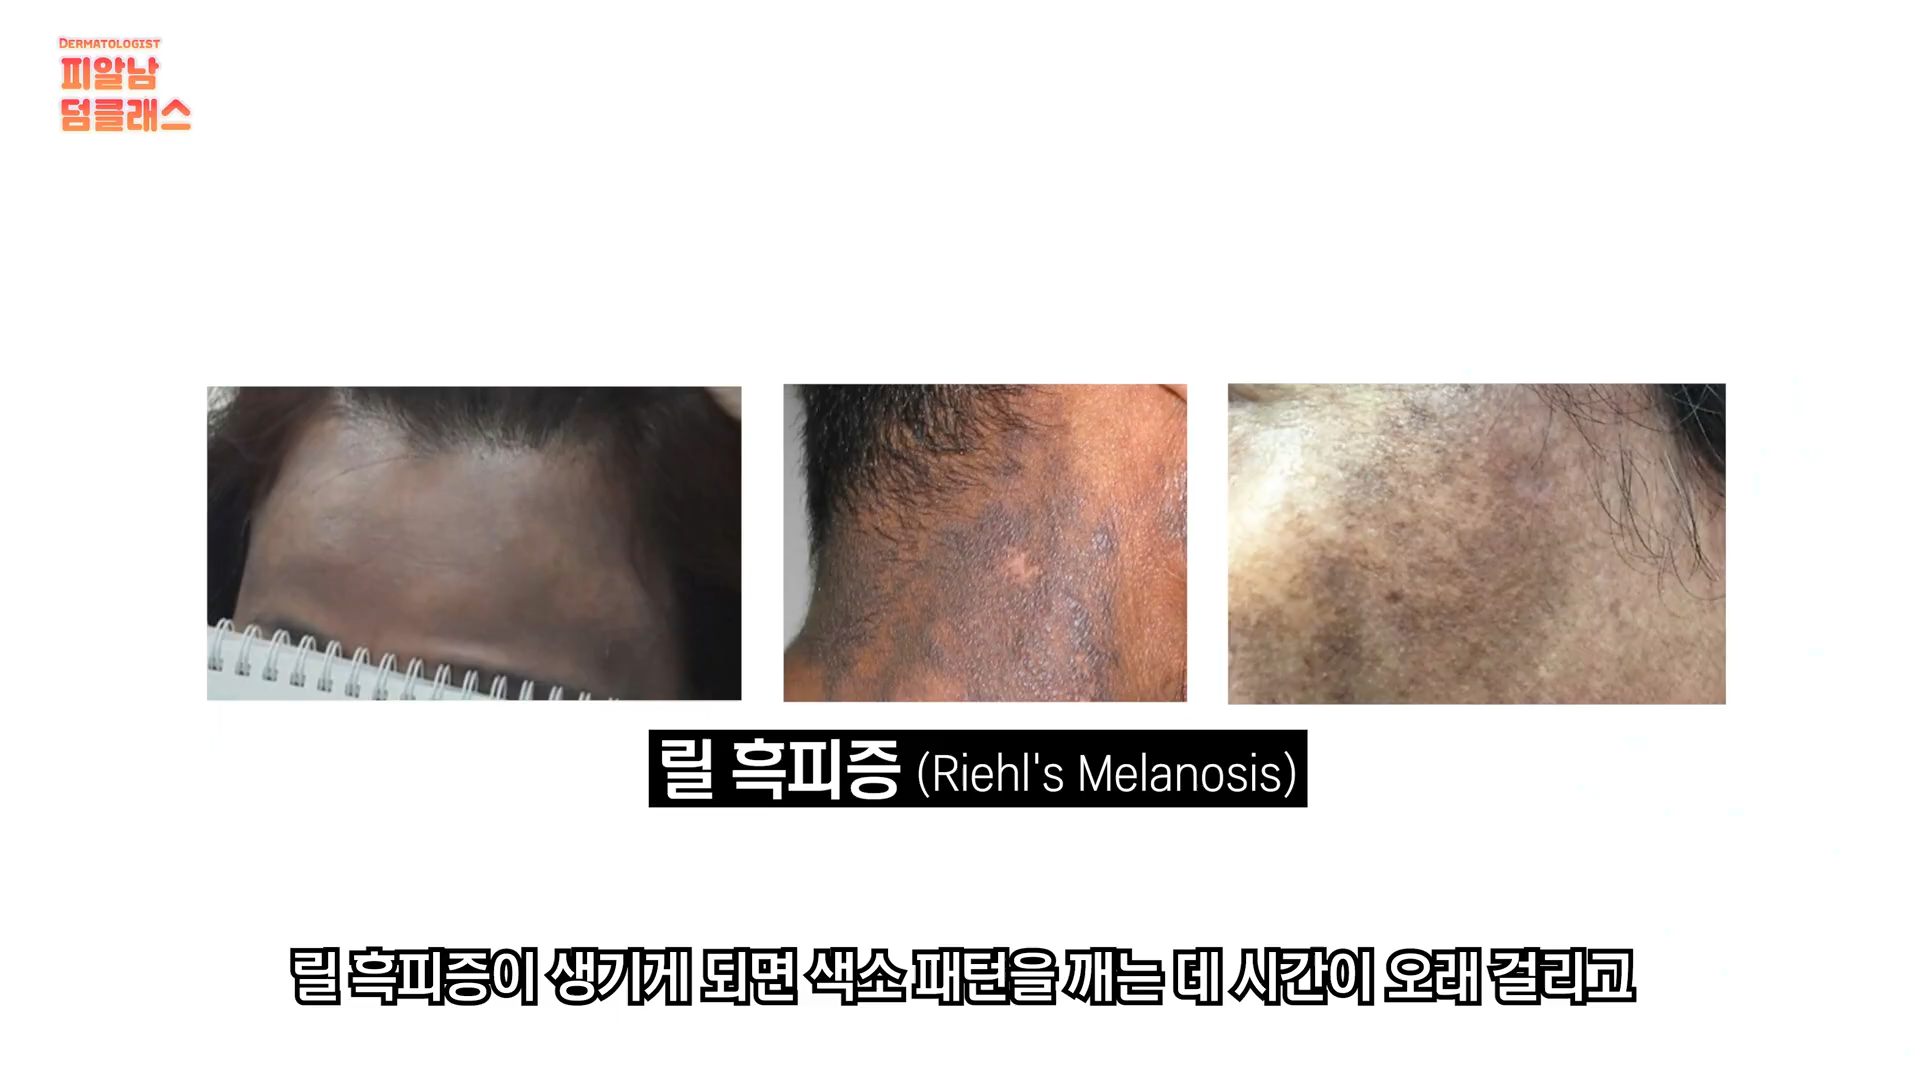 DERMATOLOGIST
피알남
덤클래스
릴 흑피증 (Riehl's Melanosis)
릴 흑피증이 생기게 되면 색소 패턴을 깨는 데 시간이 오래 걸리고